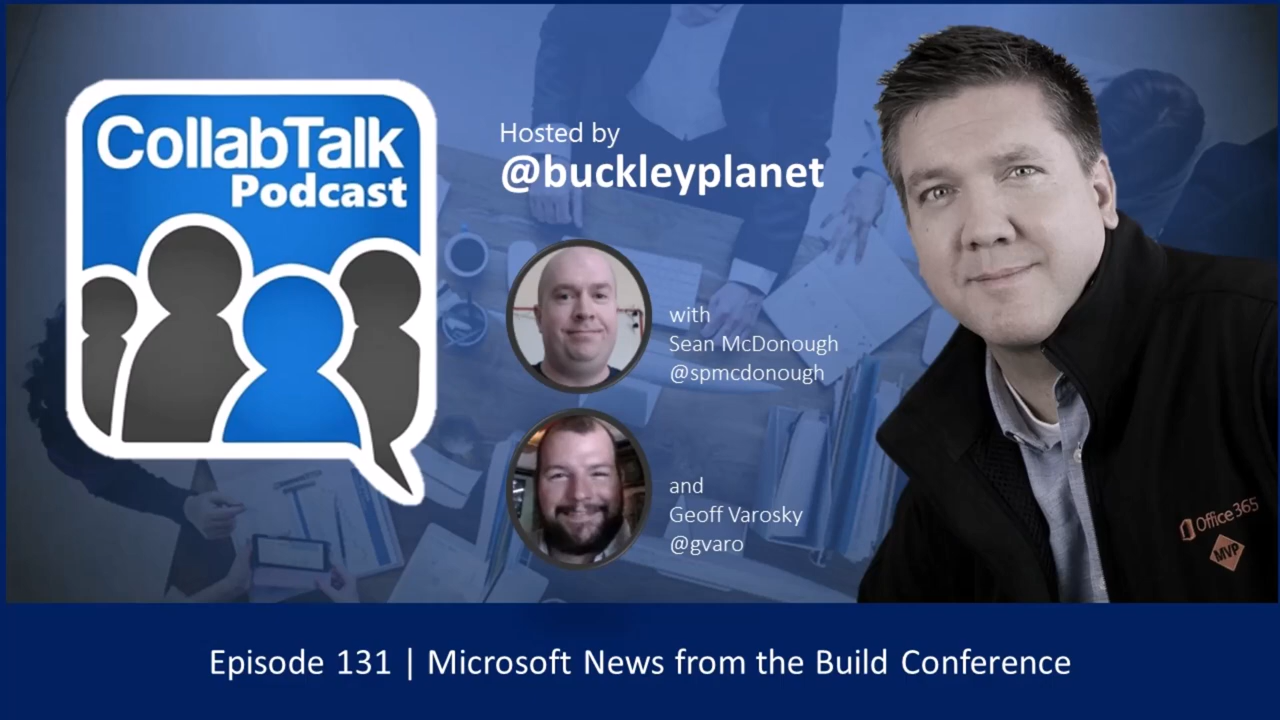 CollabTalk
Podcast
Hosted by
@buckleyplanet
with
Sean McDonough
@spmcdonough
and
Geoff Varosky
@gvaro
Office 365
MVP
Episode 131 | Microsoft News from the Build Conference